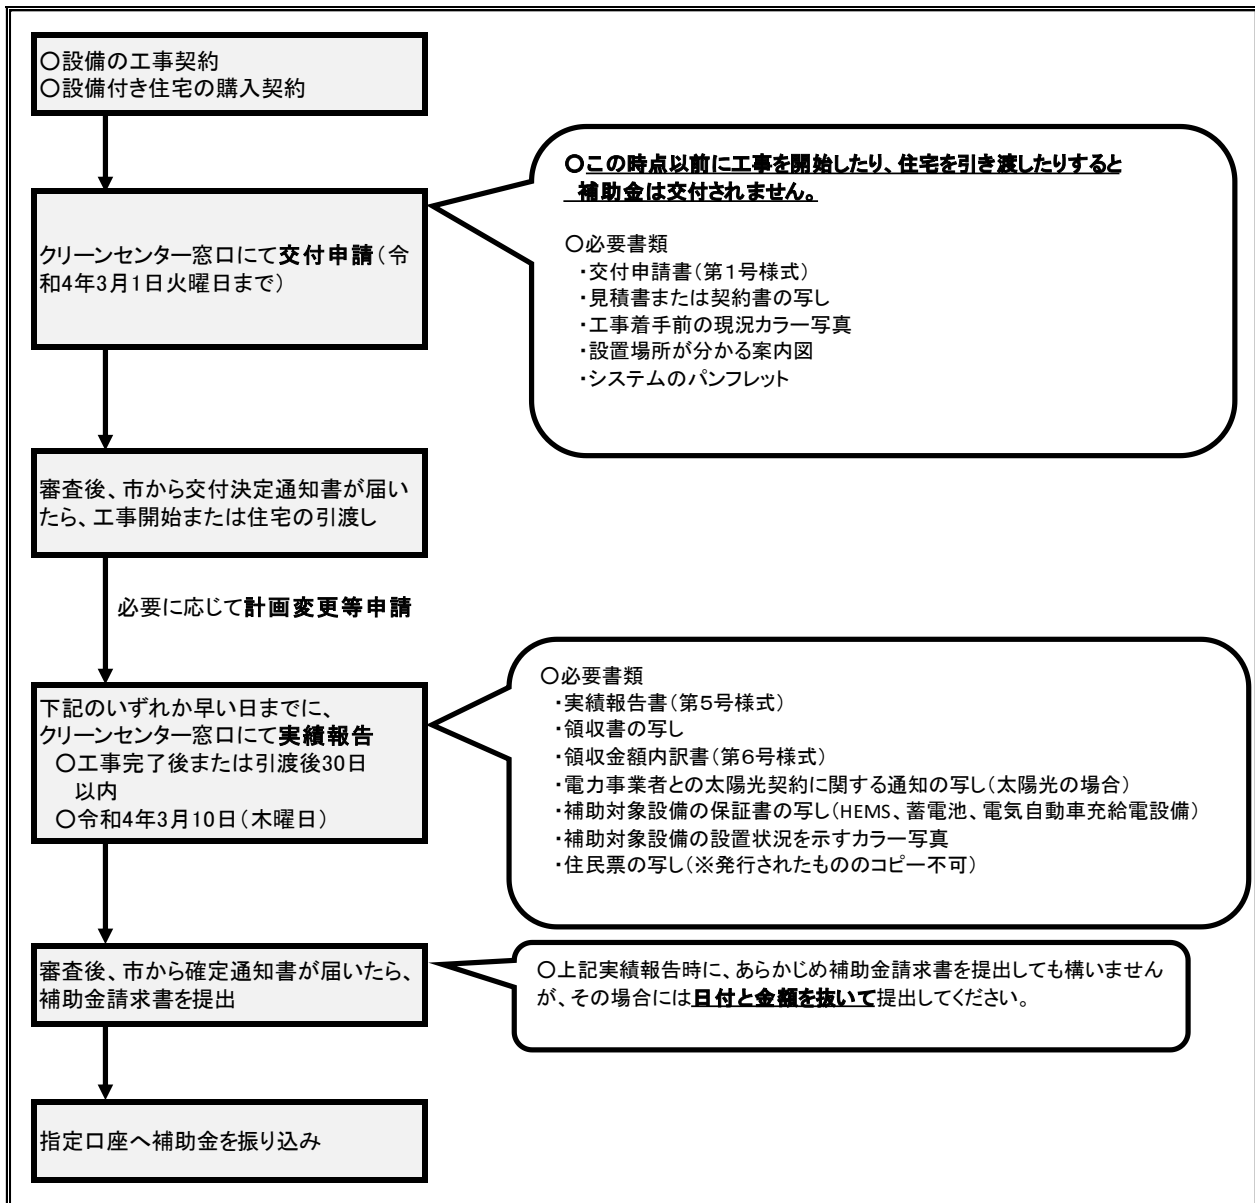 〇設備の工事契約
〇設備付き住宅の購入契約
クリーンセンター窓口にて交付申請（令
和4年3月1日火曜日まで）
〇この時点以前に工事を開始したり、住宅を引き渡したりすると
補助金は交付されません。
〇必要書類
・交付申請書（第１号様式）
・見積書または契約書の写し
・工事着手前の現況カラー写真
・設置場所が分かる案内図
・システムのパンフレット
審査後、市から交付決定通知書が届い
たら、工事開始または住宅の引渡し
必要に応じて計画変更等申請
下記のいずれか早い日までに、
クリーンセンター窓口にて実績報告
〇工事完了後または引渡後30日
以内
〇令和4年3月10日（木曜日）
〇必要書類
・実績報告書（第５号様式）
・領収書の写し
・領収金額内訳書（第６号様式）
・電力事業者との太陽光契約に関する通知の写し（太陽光の場合）
・補助対象設備の保証書の写し（HEMS、蓄電池、電気自動車充給電設備）
・補助対象設備の設置状況を示すカラー写真
・住民票の写し（※発行されたもののコピー不可）
審査後、市から確定通知書が届いたら、
補助金請求書を提出
〇上記実績報告時に、あらかじめ補助金請求書を提出しても構いません
が、その場合には日付と金額を抜いて提出してください。
指定口座へ補助金を振り込み